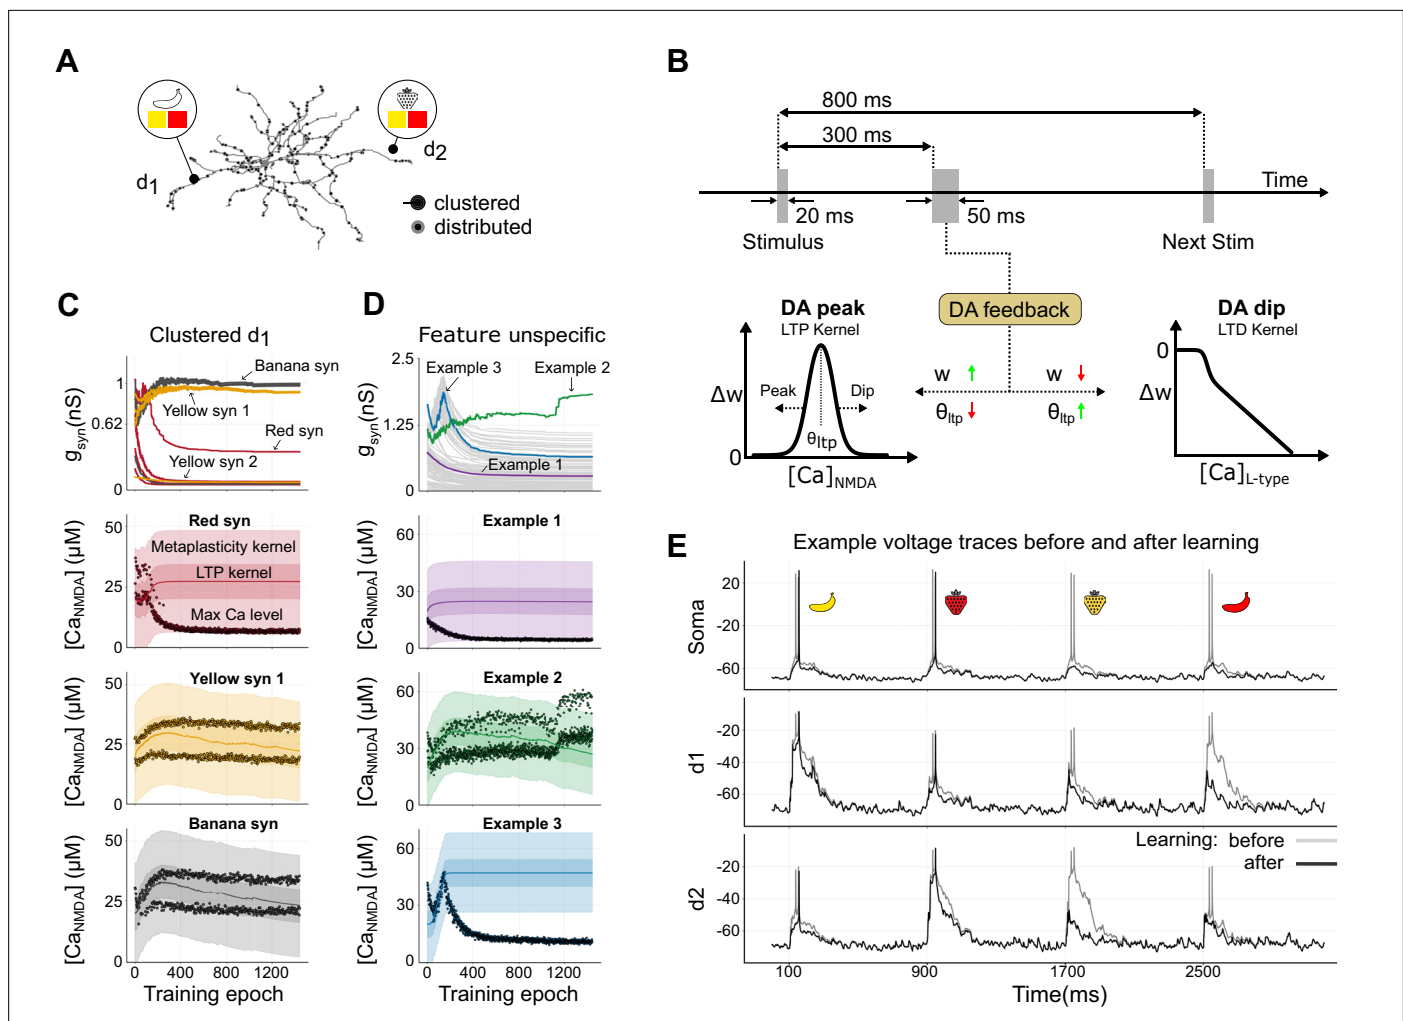 A
d1
d2
clustered
distributed
B
800 ms
300 ms
Time
20 ms
50 ms
Stimulus
Next Stim
DA feedback
DA peak
LTP Kernel
Δw
Peak
Dip
θltp
0
[Ca]NMDA
w
w
θltp
θltp
DA dip
LTD Kernel
0
Δw
[Ca]L-type
C
Clustered d1
gsyn(nS)
1
0.62
0
Banana syn
Yellow syn 1
Red syn
Yellow syn 2
[CaNMDA] (µM)
50
25
0
Red syn
Metaplasticity kernel
LTP kernel
Max Ca level
[CaNMDA] (µM)
50
25
0
Yellow syn 1
[CaNMDA] (µM)
50
25
0
Banana syn
0 400 800 1200
Training epoch
D
Feature unspecific
gsyn(nS)
2.5
1.25
0
Example 3
Example 2
Example 1
[CaNMDA] (µM)
60
30
0
Example 1
[CaNMDA] (µM)
60
30
0
Example 2
[CaNMDA] (µM)
60
30
0
Example 3
0 400 800 1200
Training epoch
E
Example voltage traces before and after learning
Soma
20
-20
-60
d1
-20
-40
-60
d2
-20
-40
-60
Learning: before
after
100 900 1700 2500
Time(ms)